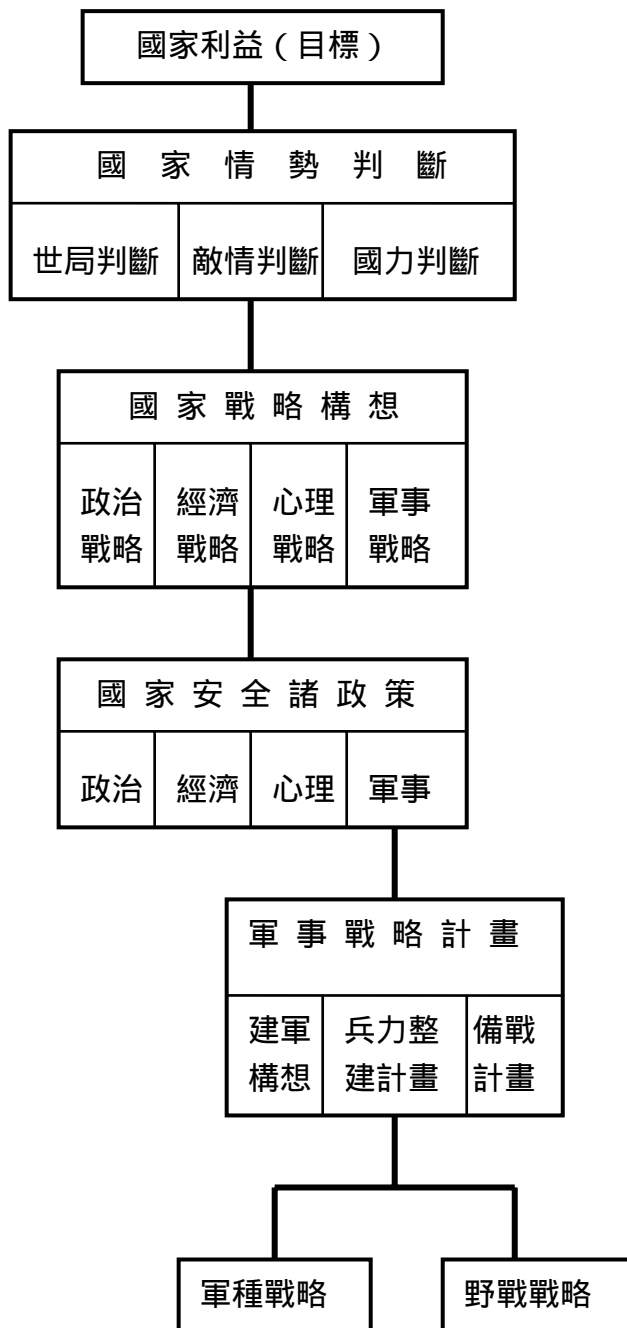 國家利益（目標）
國家情勢判斷
世局判斷 敵情判斷 國力判斷
國家戰略構想
政治 經濟 心理 軍事
戰略 戰略 戰略 戰略
國家安全諸政策
政治 經濟 心理 軍事
軍事戰略計畫
建軍 兵力整 備戰
構想 建計畫 計畫
軍種戰略 野戰戰略